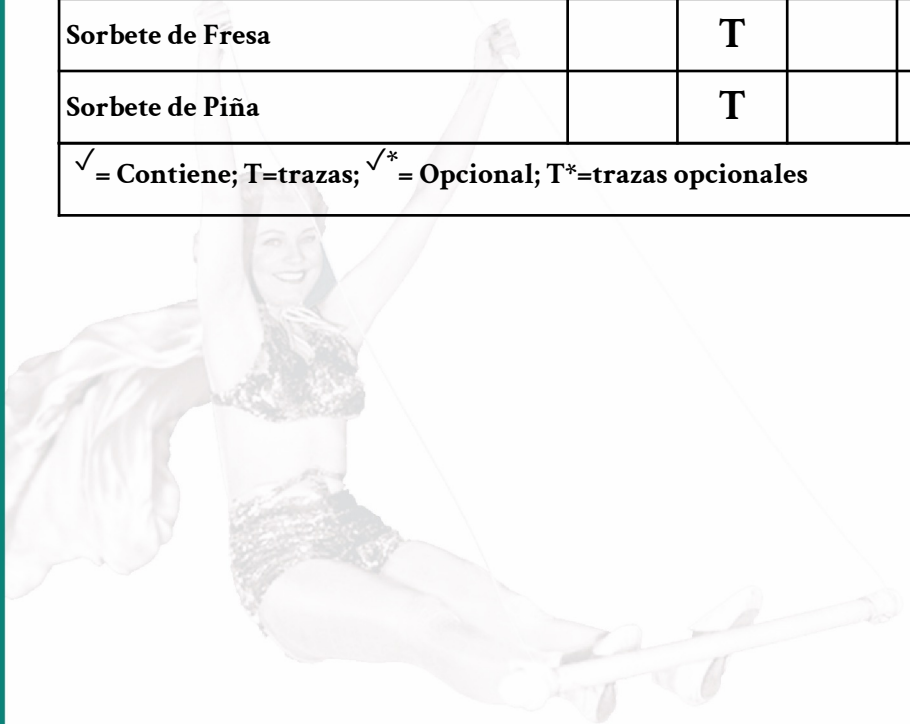 Sorbete de Fresa T
Sorbete de Piña T
✓= Contiene; T=trazas; ✓*= Opcional; T*=trazas opcionales